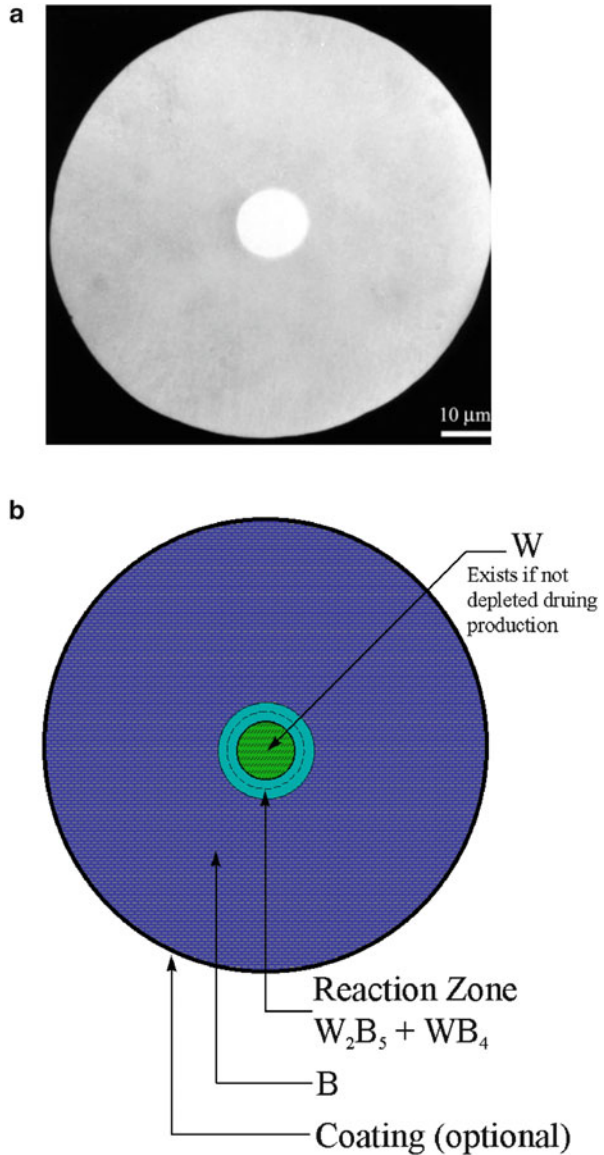 a
10 μm
b
W
Exists if not
depleted druing
production
Reaction Zone
W₂B₅ + WB₄
B
Coating (optional)